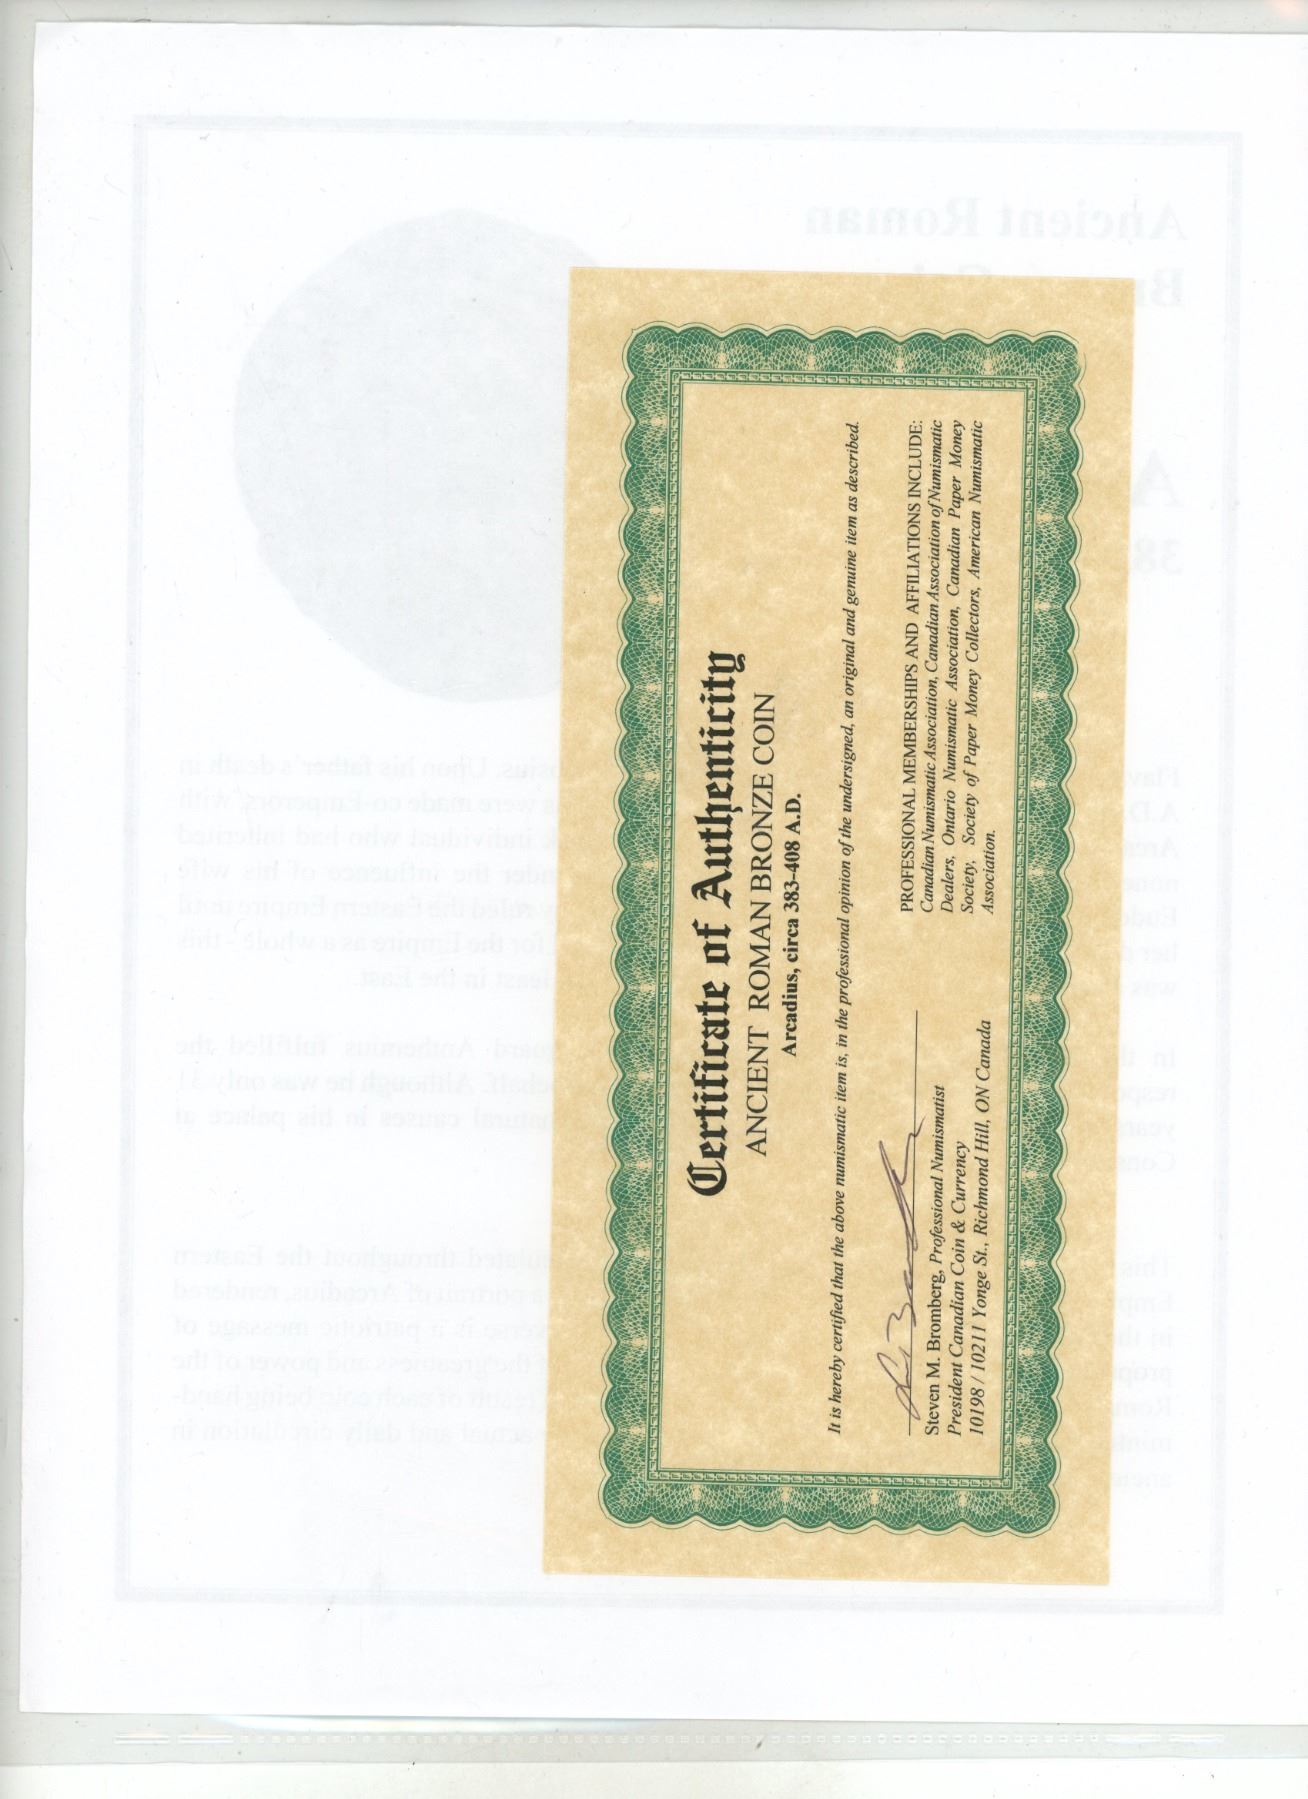 Certificate of Authenticity
ANCIENT ROMAN BRONZE COIN
Arcadius, circa 383-408 A.D.
It is hereby certified that the above numismatic item is, in the professional opinion of the undersigned, an original and genuine item as described.
Steven M. Bromberg, Professional Numismatist
President Canadian Coin & Currency
10198 / 10211 Yonge St., Richmond Hill, ON Canada
PROFESSIONAL MEMBERSHIPS AND AFFILIATIONS INCLUDE:
Canadian Numismatic Association, Canadian Association of Numismatic
Dealers, Ontario Numismatic Association, Canadian Paper Money
Society, Society of Paper Money Collectors, American Numismatic
Association.
Ancient Roman
osius. Upon his father's death in
s were made co-Emperors, with
k individual who had inherited
nder the influence of his wife
y ruled the Eastern Empire until
for the Empire as a whole - this
least in the East.
guard Anthemius fulfilled the
behalf. Although he was only 31
natural causes in his palace at
culated throughout the Eastern
a portrait of Arcadius, rendered
verse is a patriotic message of
the greatness and power of the
result of each coin being hand-
actual and daily circulation in